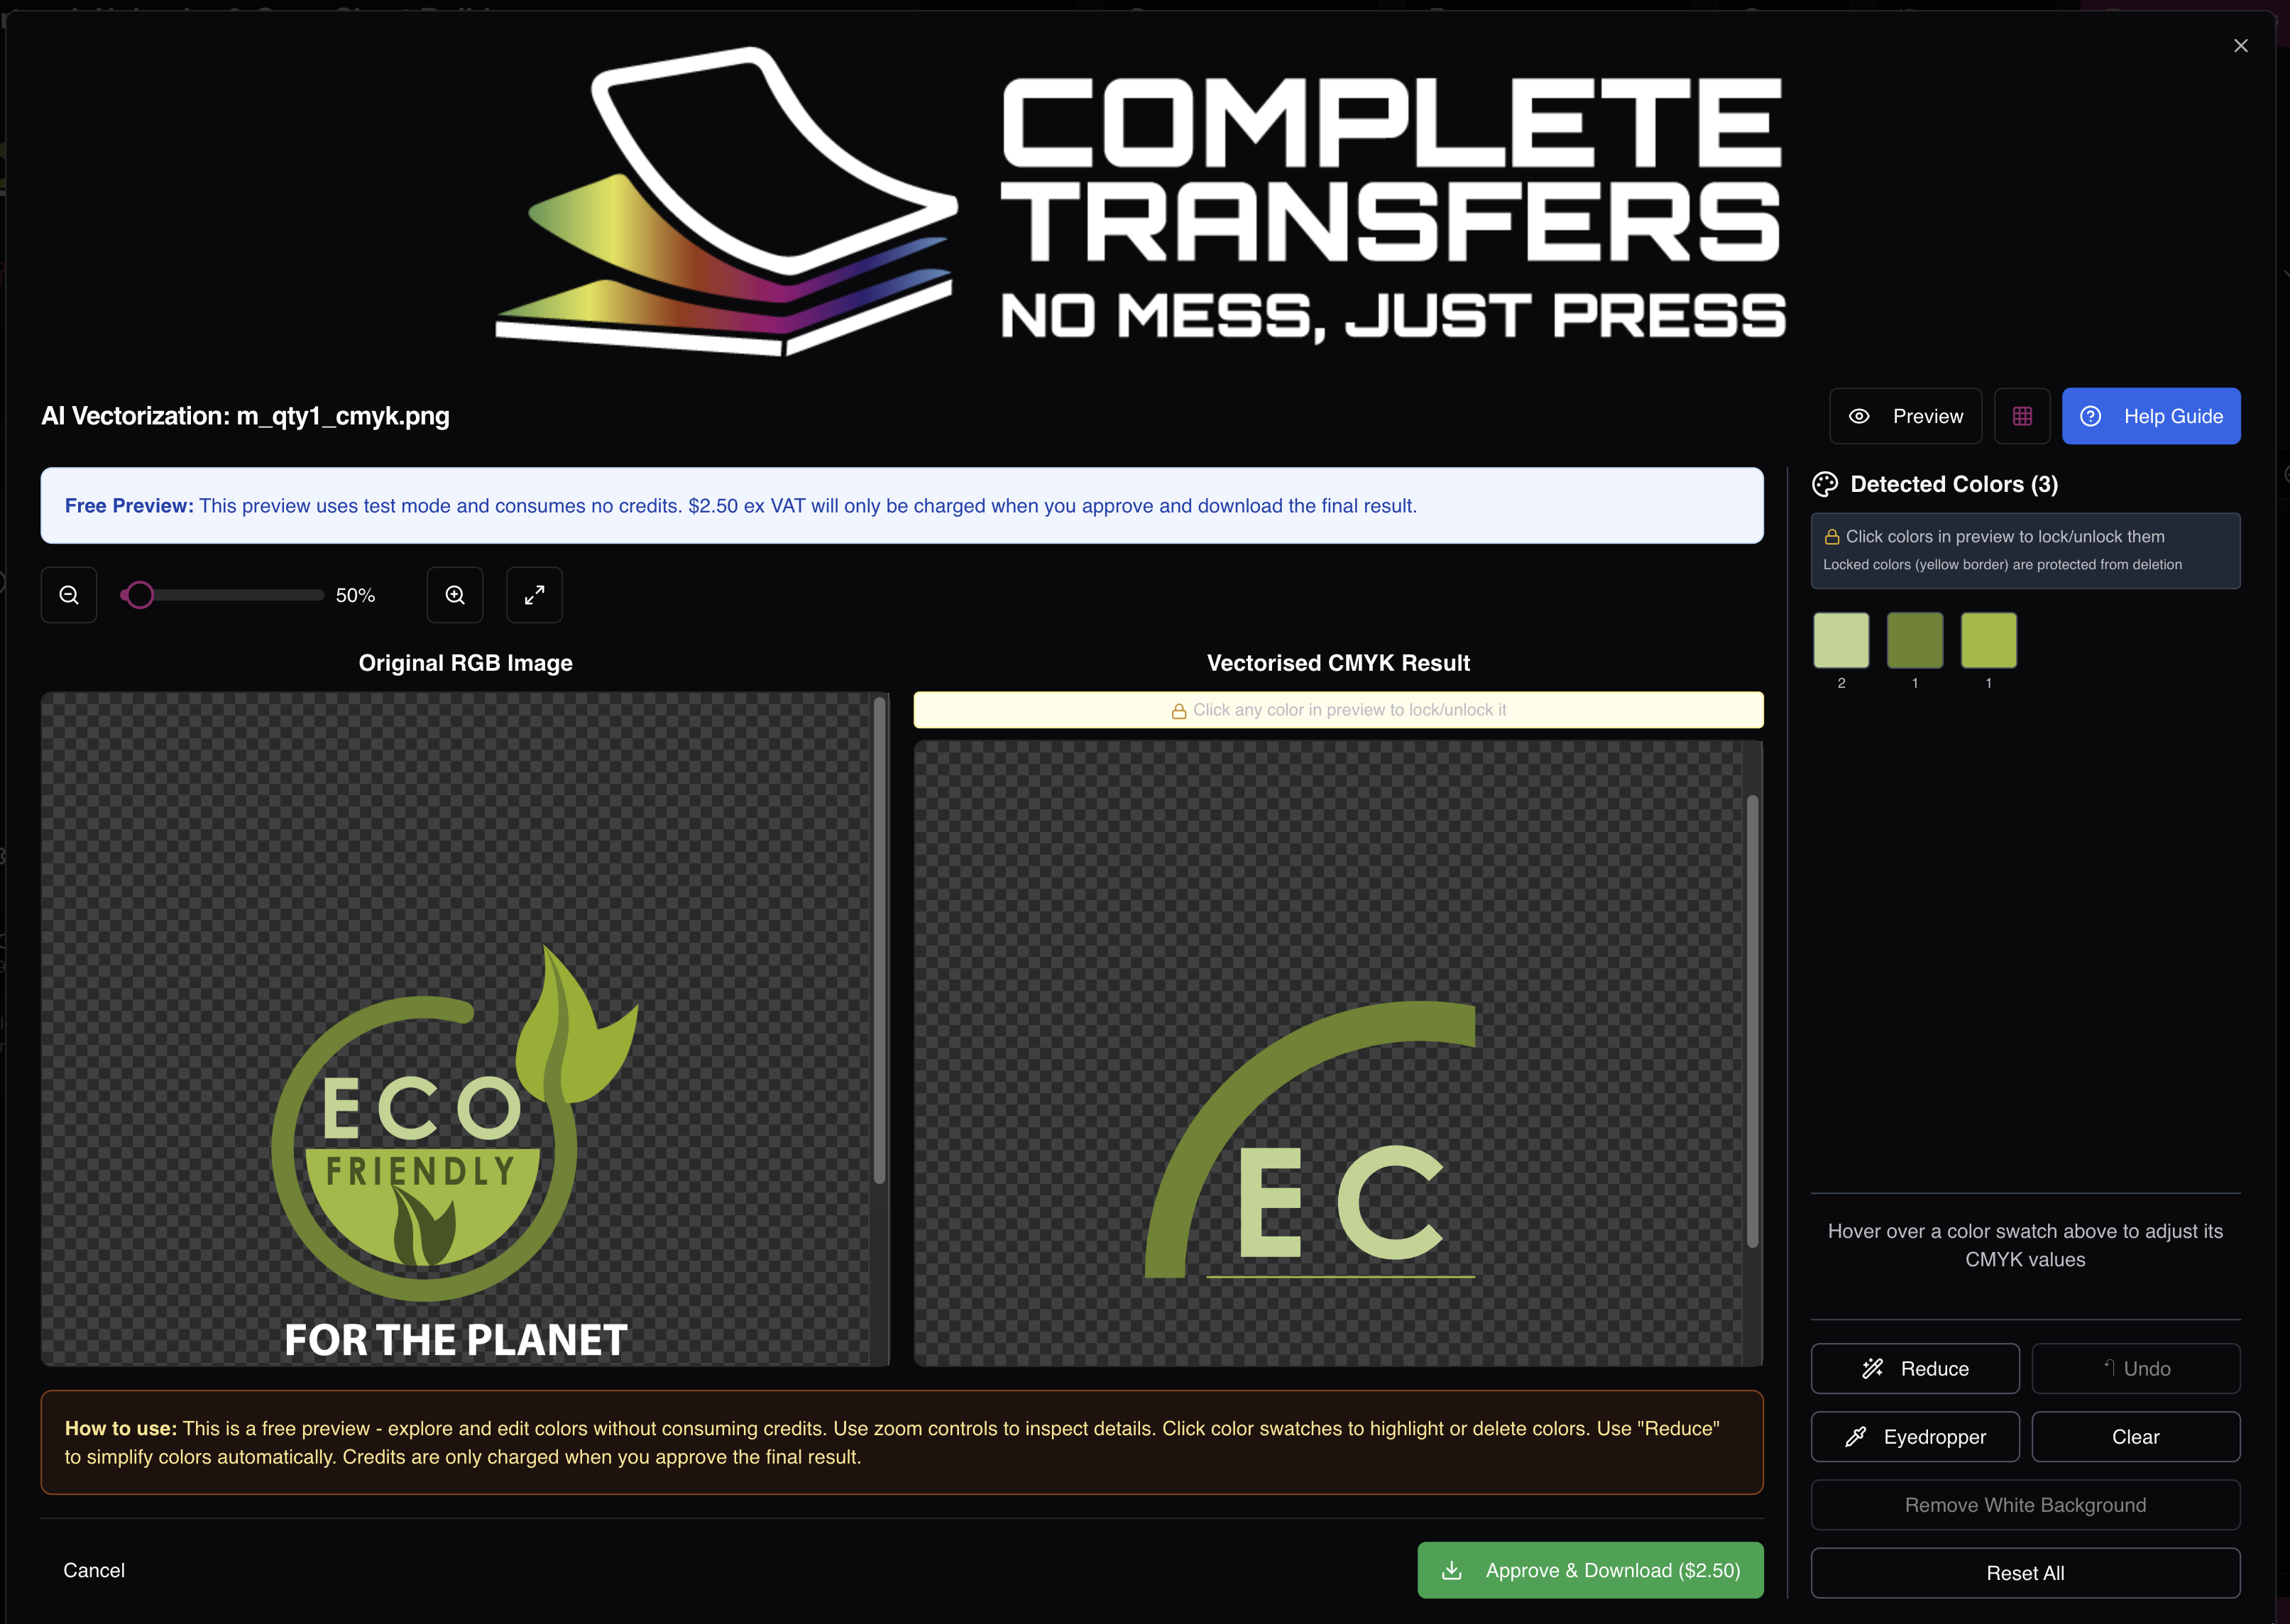 COMPLETE
TRANSFERS
NO MESS, JUST PRESS
AI Vectorization: m_qty1_cmyk.png
Preview
Help Guide
Free Preview: This preview uses test mode and consumes no credits. $2.50 ex VAT will only be charged when you approve and download the final result.
50%
Original RGB Image
ECO
FRIENDLY
FOR THE PLANET
Vectorised CMYK Result
Click any color in preview to lock/unlock it
EC
How to use: This is a free preview - explore and edit colors without consuming credits. Use zoom controls to inspect details. Click color swatches to highlight or delete colors. Use "Reduce"
to simplify colors automatically. Credits are only charged when you approve the final result.
Cancel
Approve & Download ($2.50)
Detected Colors (3)
Click colors in preview to lock/unlock them
Locked colors (yellow border) are protected from deletion
2
1
1
Hover over a color swatch above to adjust its
CMYK values
Reduce
Undo
Eyedropper
Clear
Remove White Background
Reset All